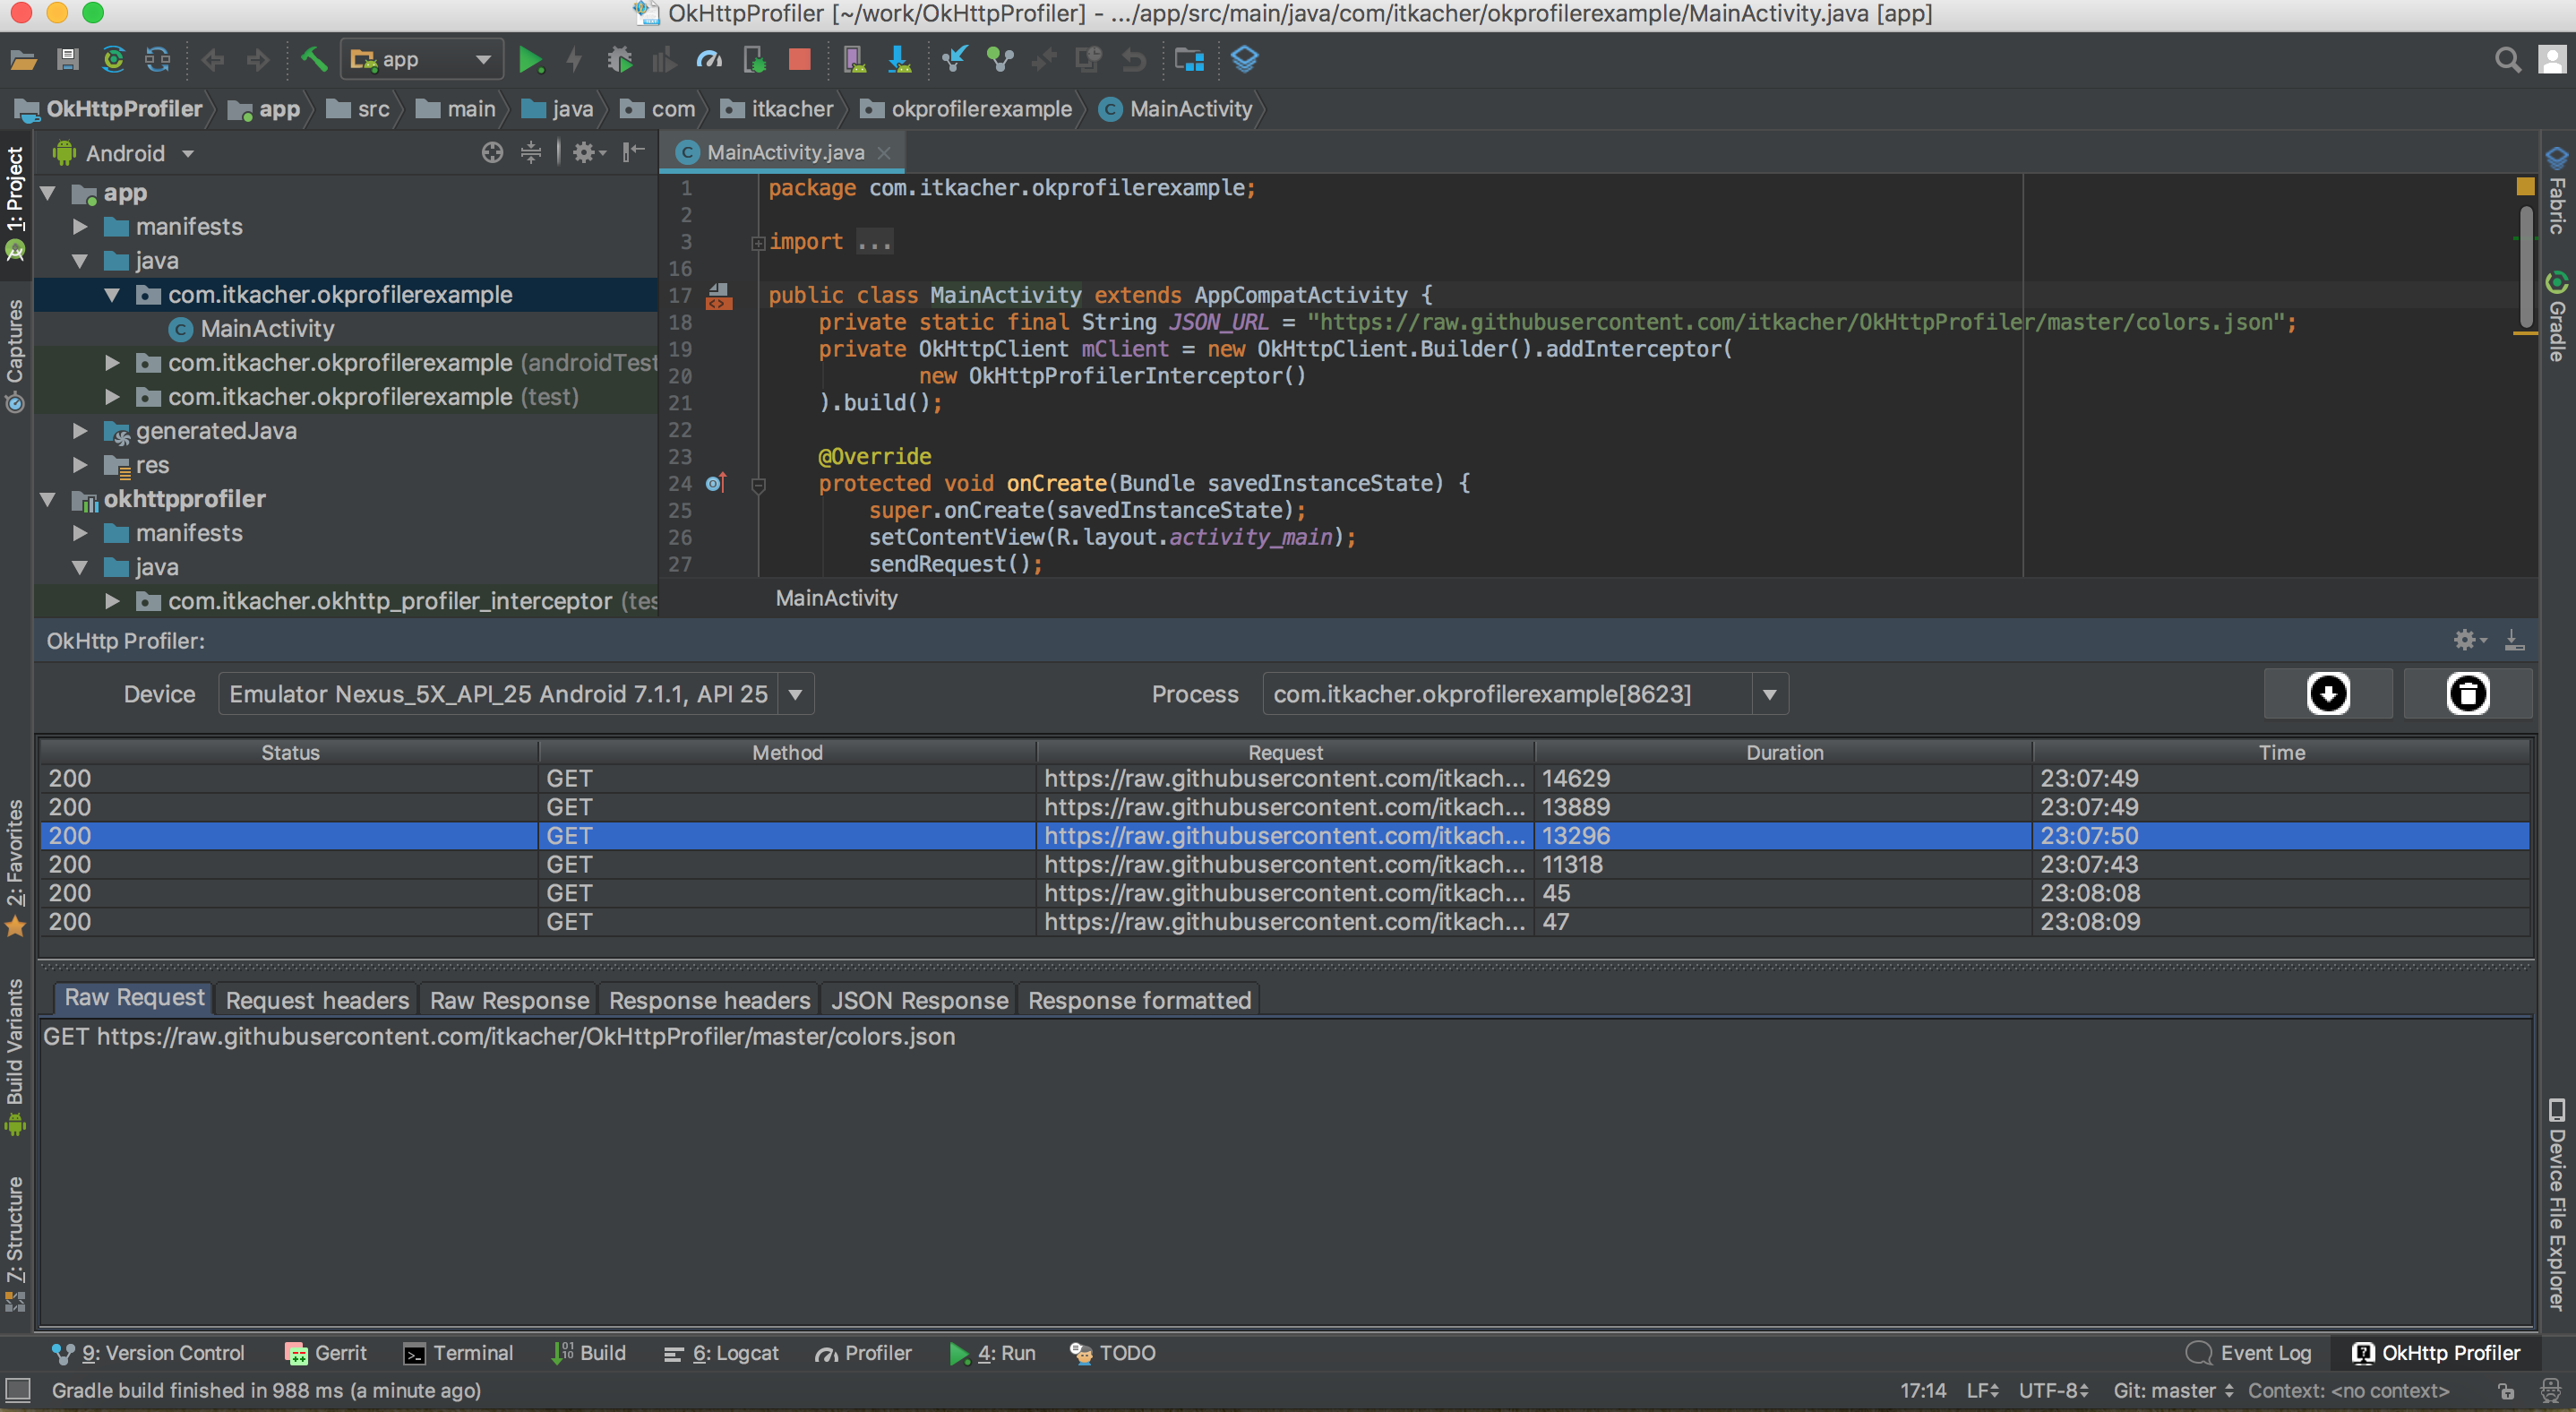 OkHttpProfiler [~/work/OkHttpProfiler] - .../app/src/main/java/com/itkacher/okprofilerexample/MainActivity.java [app]
app
OkHttpProfiler
app
src
main
java
com
itkacher
okprofilerexample
MainActivity
1: Project
Captures
2: Favorites
Build Variants
7: Structure
Android
app
manifests
java
com.itkacher.okprofilerexample
MainActivity
com.itkacher.okprofilerexample (androidTest
com.itkacher.okprofilerexample (test)
generatedJava
res
okhttpprofiler
manifests
java
com.itkacher.okhttp_profiler_interceptor (tes
MainActivity.java
1 package com.itkacher.okprofilerexample;
2
3 import ...
16
17 public class MainActivity extends AppCompatActivity {
18 private static final String JSON_URL = "https://raw.githubusercontent.com/itkacher/OkHttpProfiler/master/colors.json";
19 private OkHttpClient mClient = new OkHttpClient.Builder().addInterceptor(
20 new OkHttpProfilerInterceptor()
21 ).build();
22
23 @Override
24 protected void onCreate(Bundle savedInstanceState) {
25 super.onCreate(savedInstanceState);
26 setContentView(R.layout.activity_main);
27 sendRequest();
MainActivity
Fabric
Gradle
Device File Explorer
OkHttp Profiler:
Device Emulator Nexus_5X_API_25 Android 7.1.1, API 25 Process com.itkacher.okprofilerexample[8623]
Status Method Request Duration Time
200 GET https://raw.githubusercontent.com/itkach... 14629 23:07:49
200 GET https://raw.githubusercontent.com/itkach... 13889 23:07:49
200 GET https://raw.githubusercontent.com/itkach... 13296 23:07:50
200 GET https://raw.githubusercontent.com/itkach... 11318 23:07:43
200 GET https://raw.githubusercontent.com/itkach... 45 23:08:08
200 GET https://raw.githubusercontent.com/itkach... 47 23:08:09
Raw Request Request headers Raw Response Response headers JSON Response Response formatted
GET https://raw.githubusercontent.com/itkacher/OkHttpProfiler/master/colors.json
9: Version Control Gerrit Terminal Build 6: Logcat Profiler 4: Run TODO Event Log OkHttp Profiler
Gradle build finished in 988 ms (a minute ago) 17:14 LF UTF-8 Git: master Context: <no context>